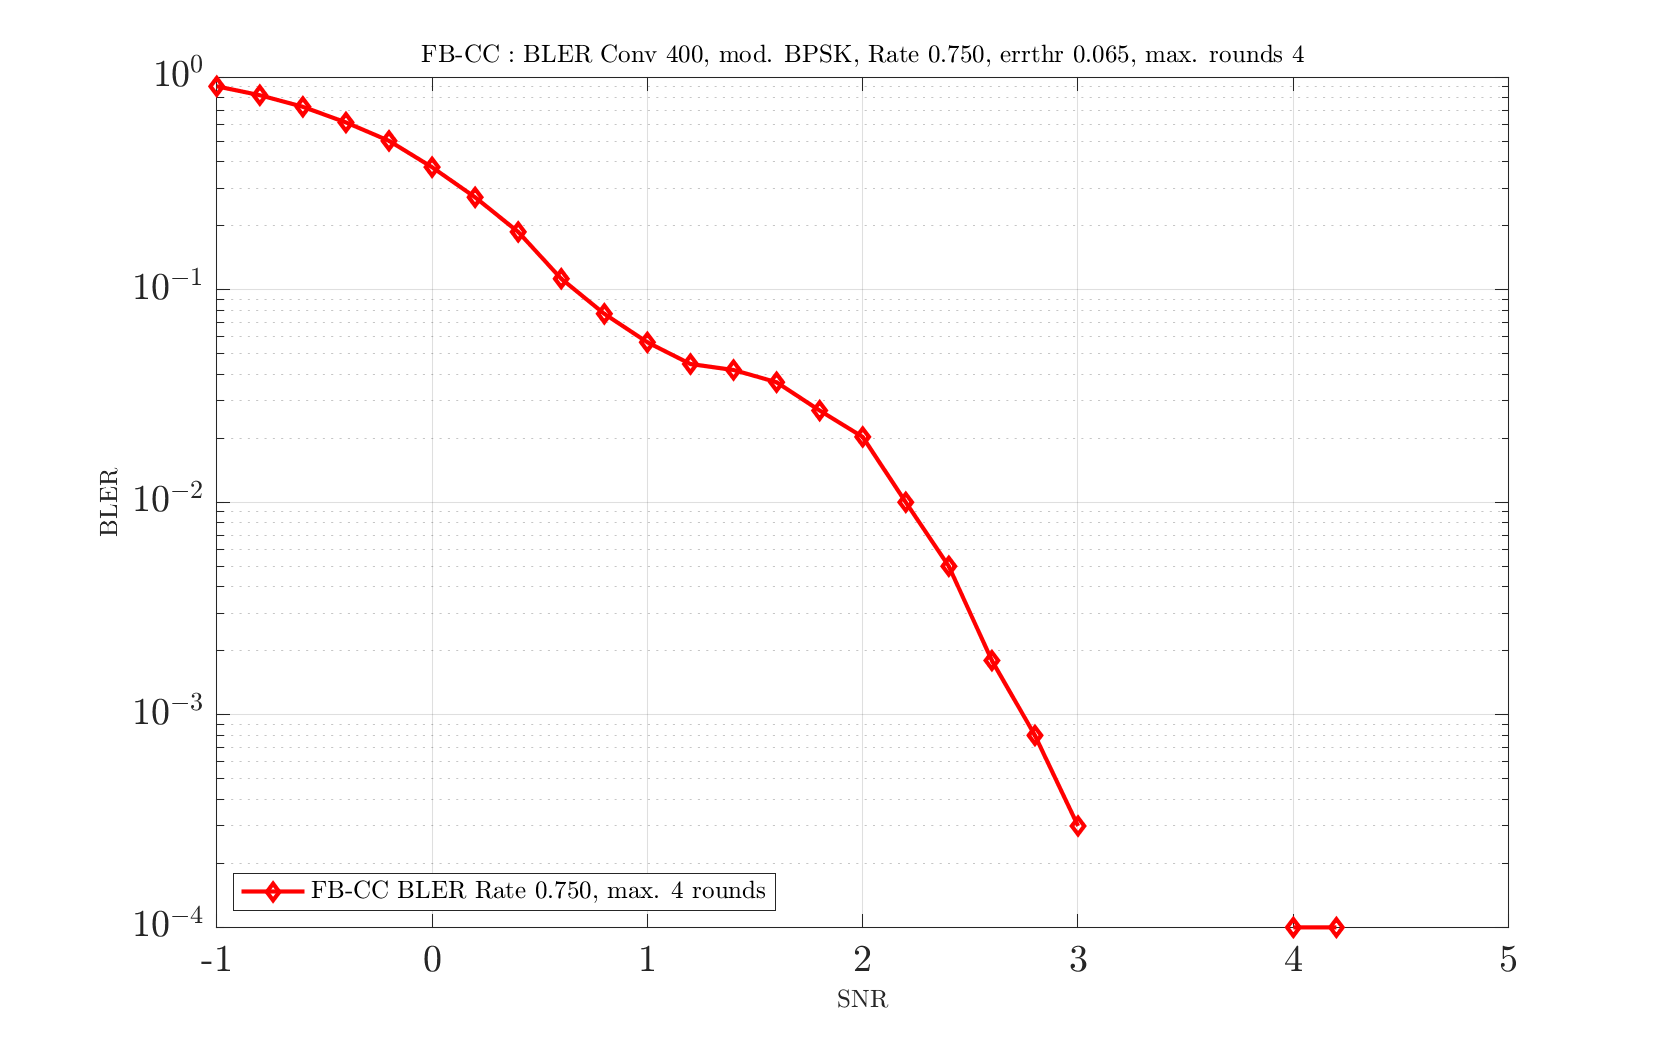 FB-CC : BLER Conv 400, mod. BPSK, Rate 0.750, errthr 0.065, max. rounds 4
10^0
10^-1
10^-2
10^-3
10^-4
BLER
FB-CC BLER Rate 0.750, max. 4 rounds
-1 0 1 2 3 4 5
SNR